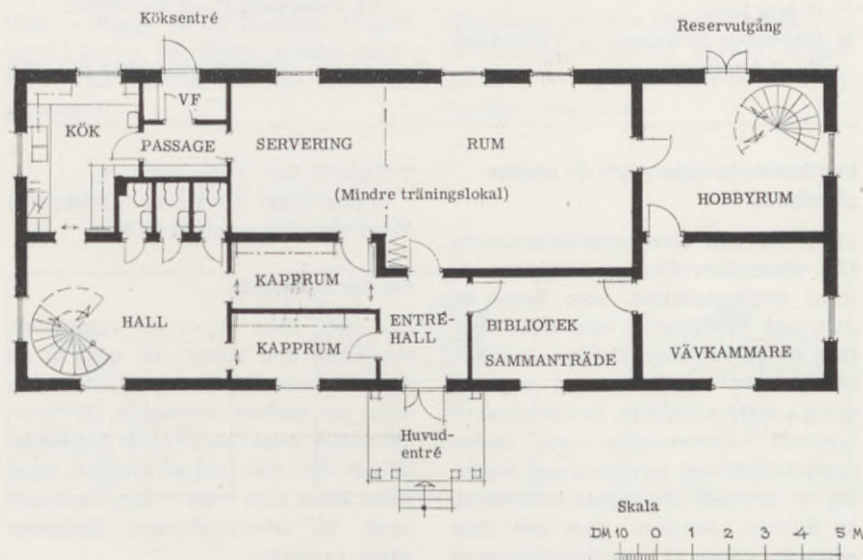 Köksentré
Reservutgång
VF
KÖK
PASSAGE
SERVERING
RUM
(Mindre träningslokal)
HOBBYRUM
KAPPRUM
HALL
ENTRÉ-
HALL
KAPPRUM
BIBLIOTEK
SAMMANTRÄDE
VÄVKAMMARE
Huvud-
entré
Skala
DM 10 0 1 2 3 4 5 M